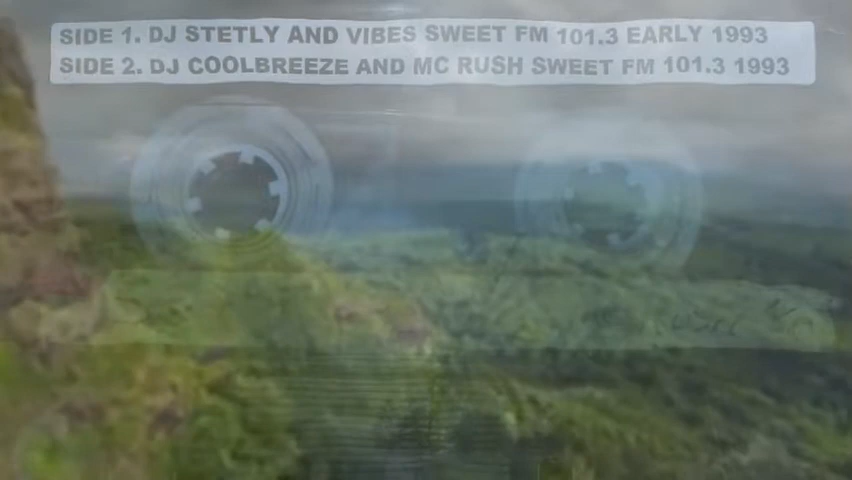 SIDE 1. DJ STETLY AND VIBES SWEET FM 101.3 EARLY 1993
SIDE 2. DJ COOLBREEZE AND MC RUSH SWEET FM 101.3 1993